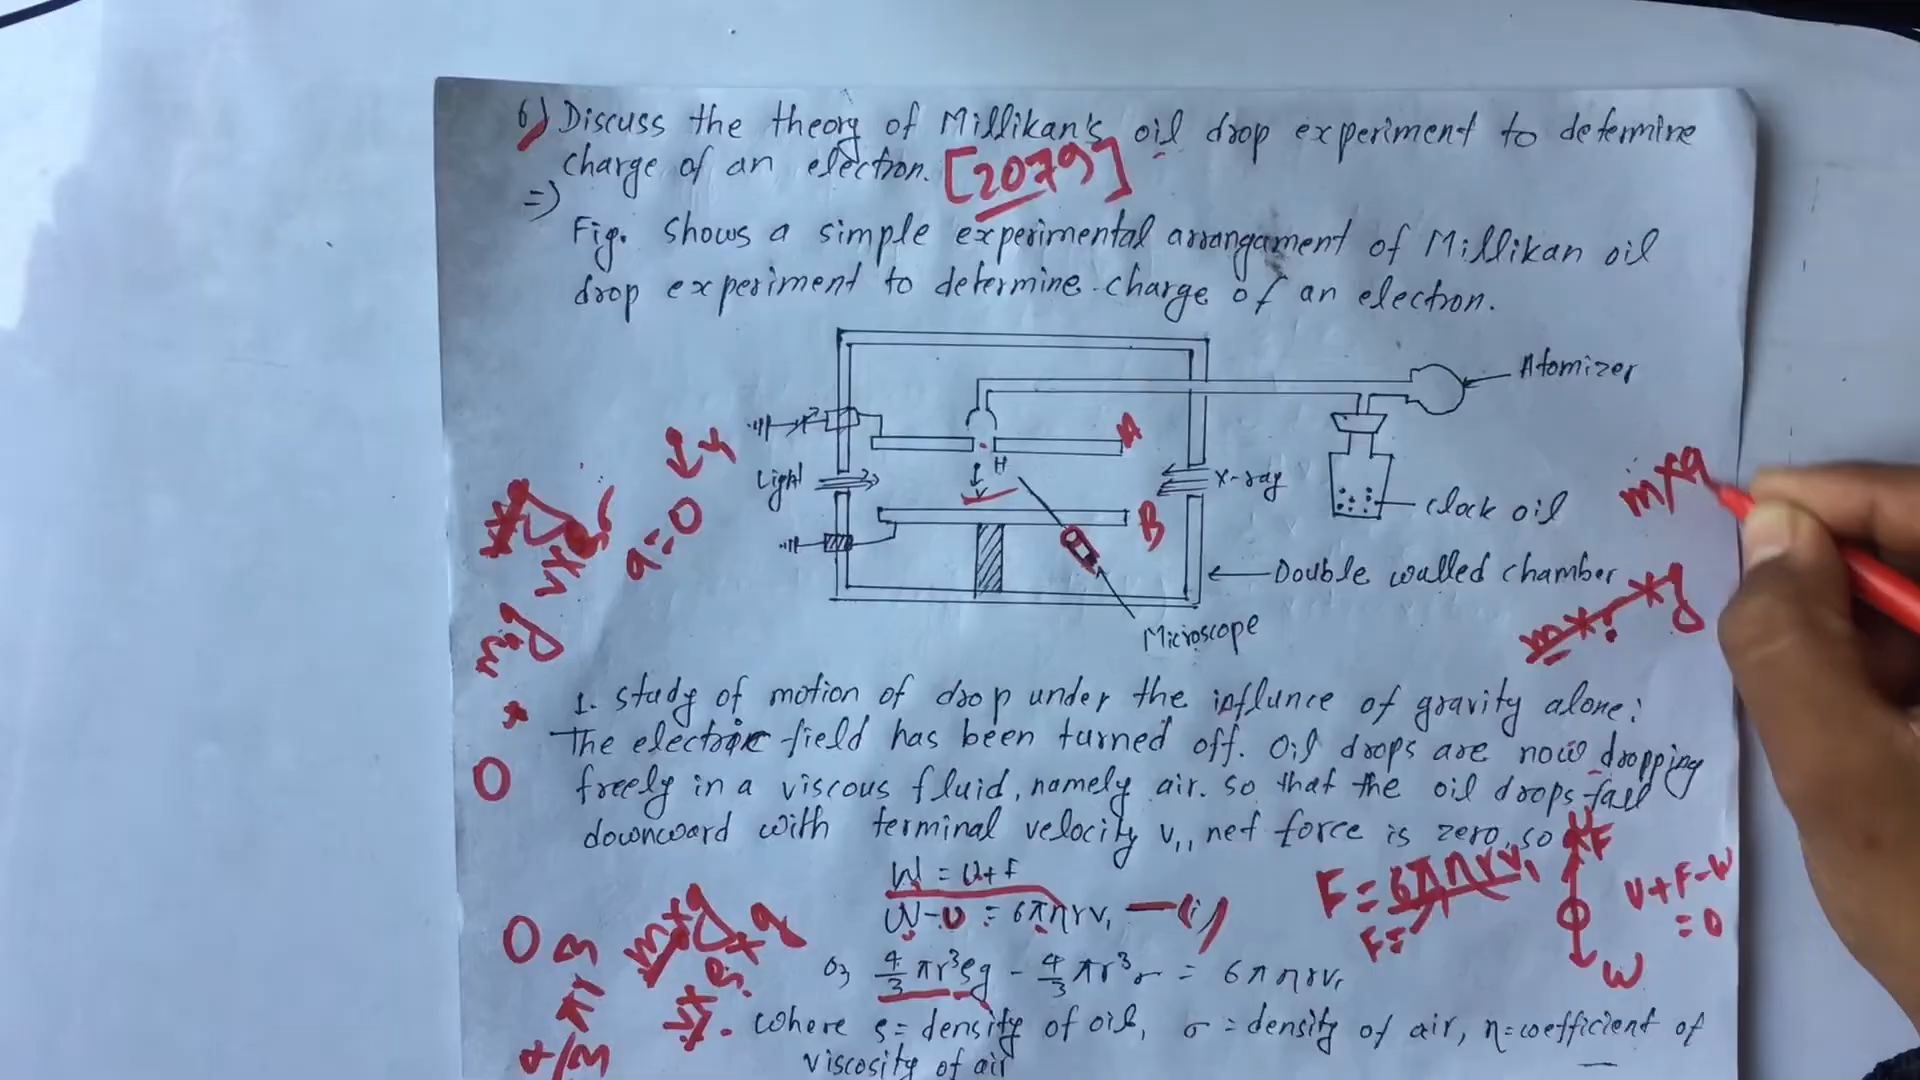 6) Discuss the theory of Millikan's oil drop experiment to determine
charge of an electron. [2079]
=) Fig. Shows a simple experimental arrangament of Millikan oil
drop experiment to determine charge of an electron.
Atomizer
A
H
Light
X-ray
v
m×g
Clock oil
a=0
B
Double walled chamber
Microscope
1. Study of motion of drop under the influnce of gravity alone:
The electric field has been turned off. Oil drops are now dropping
freely in a viscous fluid, namely air. so that the oil drops fall
downward with terminal velocity v₁, net force is zero, so
W = U+F
W-U = 6πηrv₁ —(i)
F = 6πηrv₁
F=
U+F-W
=0
W
or 4/3 πr³ρg - 4/3 πr³σ = 6πηrv₁
Where ρ = density of oil, σ = density of air, η = coefficient of
viscosity of air